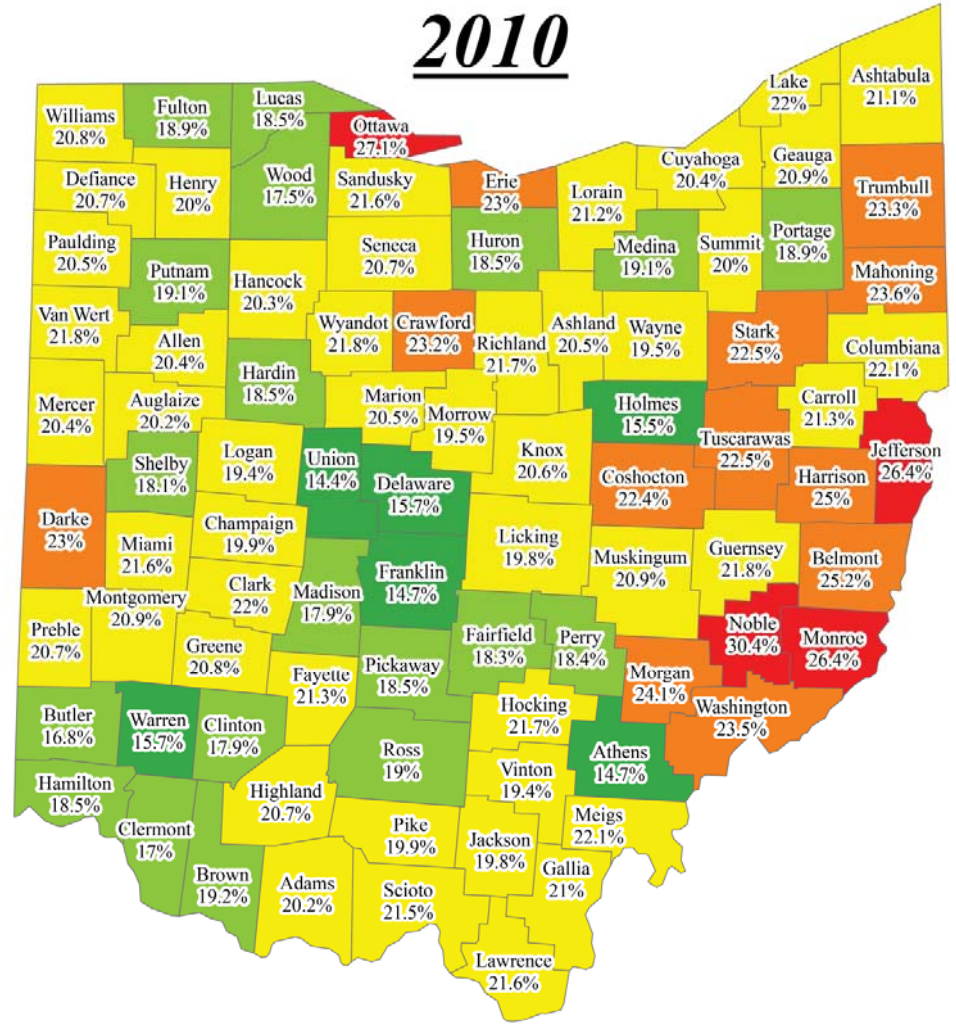 2010
Lake
22%
Ashtabula
21.1%
Williams
20.8%
Fulton
18.9%
Lucas
18.5%
Ottawa
27.1%
Cuyahoga
20.4%
Geauga
20.9%
Defiance
20.7%
Henry
20%
Wood
17.5%
Sandusky
21.6%
Erie
23%
Lorain
21.2%
Trumbull
23.3%
Paulding
20.5%
Putnam
19.1%
Hancock
20.3%
Seneca
20.7%
Huron
18.5%
Medina
19.1%
Summit
20%
Portage
18.9%
Mahoning
23.6%
Van Wert
21.8%
Allen
20.4%
Wyandot
21.8%
Crawford
23.2%
Richland
21.7%
Ashland
20.5%
Wayne
19.5%
Stark
22.5%
Columbiana
22.1%
Mercer
20.4%
Auglaize
20.2%
Hardin
18.5%
Marion
20.5%
Morrow
19.5%
Holmes
15.5%
Carroll
21.3%
Shelby
18.1%
Logan
19.4%
Union
14.4%
Delaware
15.7%
Knox
20.6%
Coshocton
22.4%
Tuscarawas
22.5%
Harrison
25%
Jefferson
26.4%
Darke
23%
Miami
21.6%
Champaign
19.9%
Clark
22%
Madison
17.9%
Franklin
14.7%
Licking
19.8%
Muskingum
20.9%
Guernsey
21.8%
Belmont
25.2%
Preble
20.7%
Montgomery
20.9%
Greene
20.8%
Fayette
21.3%
Pickaway
18.5%
Fairfield
18.3%
Perry
18.4%
Morgan
24.1%
Noble
30.4%
Monroe
26.4%
Butler
16.8%
Warren
15.7%
Clinton
17.9%
Ross
19%
Hocking
21.7%
Athens
14.7%
Washington
23.5%
Hamilton
18.5%
Clermont
17%
Highland
20.7%
Vinton
19.4%
Meigs
22.1%
Brown
19.2%
Adams
20.2%
Pike
19.9%
Scioto
21.5%
Jackson
19.8%
Gallia
21%
Lawrence
21.6%